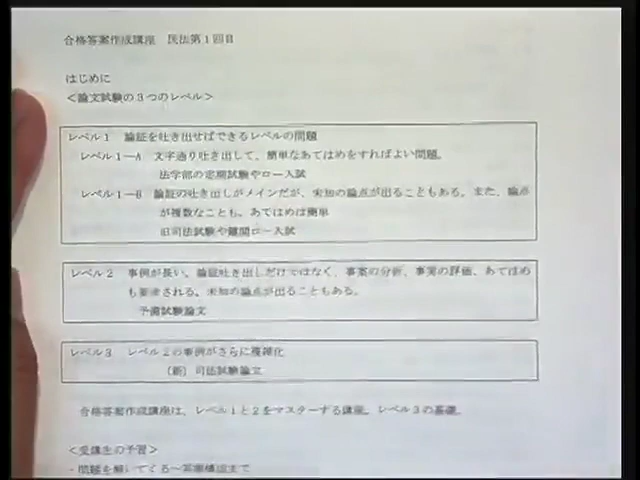 合格答案作成講座　民法第1回目
はじめに
＜論文試験の3つのレベル＞
レベル1　論証を吐き出せばできるレベルの問題
レベル1―A　文字通り吐き出して、簡単なあてはめをすればよい問題。
法学部の定期試験やロー入試
レベル1―B　論証の吐き出しがメインだが、未知の論点が出ることもある。また、論点
が複数なことも。あてはめは簡単
旧司法試験や難関ロー入試
レベル2　事例が長い。論証吐き出しだけではなく、事案の分析、事実の評価、あてはめ
も要求される。未知の論点が出ることもある。
予備試験論文
レベル3　レベル2の事例がさらに複雑化
（新）司法試験論文
合格答案作成講座は、レベル1と2をマスターする講座。レベル3の基礎。
＜受講生の予習＞
・問題を解いてくる～答案構成まで